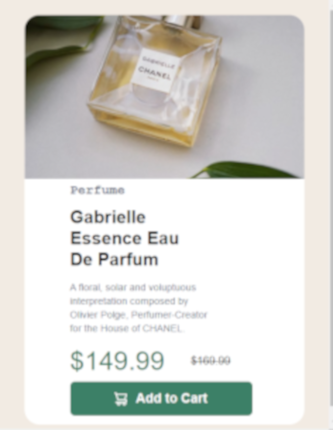 GABRIELLE
CHANEL
Perfume
Gabrielle
Essence Eau
De Parfum
A floral, solar and voluptuous
interpretation composed by
Olivier Polge, Perfumer-Creator
for the House of CHANEL.
$149.99 $169.99
Add to Cart